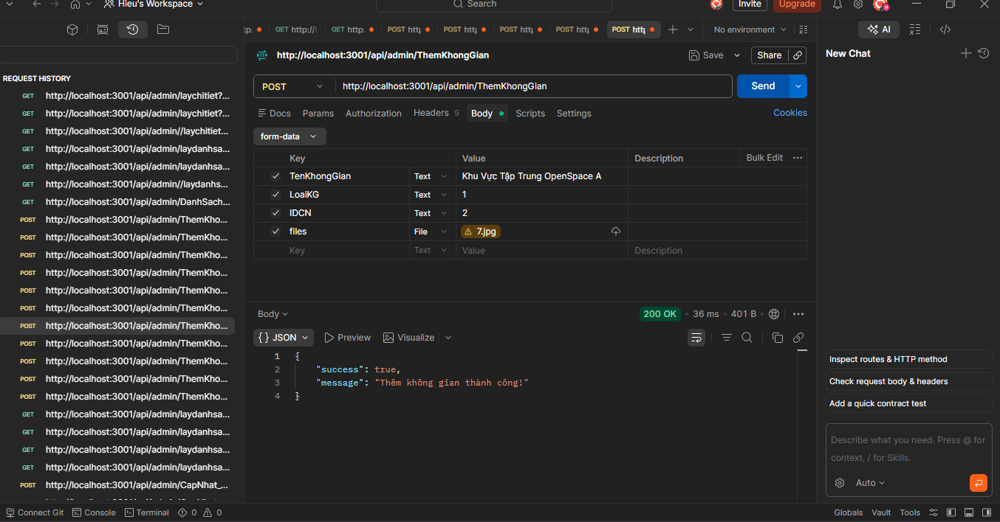 Hieu's Workspace
Search
Invite
Upgrade
GET http://
GET http:
POST http
POST http
POST http
POST http
POST http
No environment
AI
http://localhost:3001/api/admin/ThemKhongGian
Save
Share
New Chat
REQUEST HISTORY
GET http://localhost:3001/api/admin/laychitiet?...
GET http://localhost:3001/api/admin/laychitiet?...
GET http://localhost:3001/api/admin//laychitiet...
GET http://localhost:3001/api/admin/laydanhsa...
GET http://localhost:3001/api/admin/laydanhsa...
GET http://localhost:3001/api/admin//laydanhs...
GET http://localhost:3001/api/admin/DanhSach...
POST http://localhost:3001/api/admin/ThemKho...
POST http://localhost:3001/api/admin/ThemKho...
POST http://localhost:3001/api/admin/ThemKho...
POST http://localhost:3001/api/admin/ThemKho...
POST http://localhost:3001/api/admin/ThemKho...
POST http://localhost:3001/api/admin/ThemKho...
POST http://localhost:3001/api/admin/ThemKho...
POST http://localhost:3001/api/admin/ThemKho...
POST http://localhost:3001/api/admin/ThemKho...
POST http://localhost:3001/api/admin/ThemKho...
POST http://localhost:3001/api/admin/ThemKho...
GET http://localhost:3001/api/admin/laydanhsa...
GET http://localhost:3001/api/admin/laydanhsa...
GET http://localhost:3001/api/admin/laydanhsa...
GET http://localhost:3001/api/admin/laydanhsa...
POST http://localhost:3001/api/admin/CapNhat_...
POST http://localhost:3001/api/admin/ThemKhongGian
Send
Docs Params Authorization Headers 9 Body Scripts Settings
Cookies
form-data
Key Value Description Bulk Edit
TenKhongGian Text Khu Vực Tập Trung OpenSpace A
LoaiKG Text 1
IDCN Text 2
files File 7.jpg
Key Text Value Description
Body
200 OK • 36 ms • 401 B
{} JSON Preview Visualize
1 {
2 "success": true,
3 "message": "Thêm không gian thành công!"
4 }
Inspect routes & HTTP method
Check request body & headers
Add a quick contract test
Describe what you need. Press @ for
context, / for Skills.
Auto
Connect Git Console Terminal 0 0
Globals Vault Tools